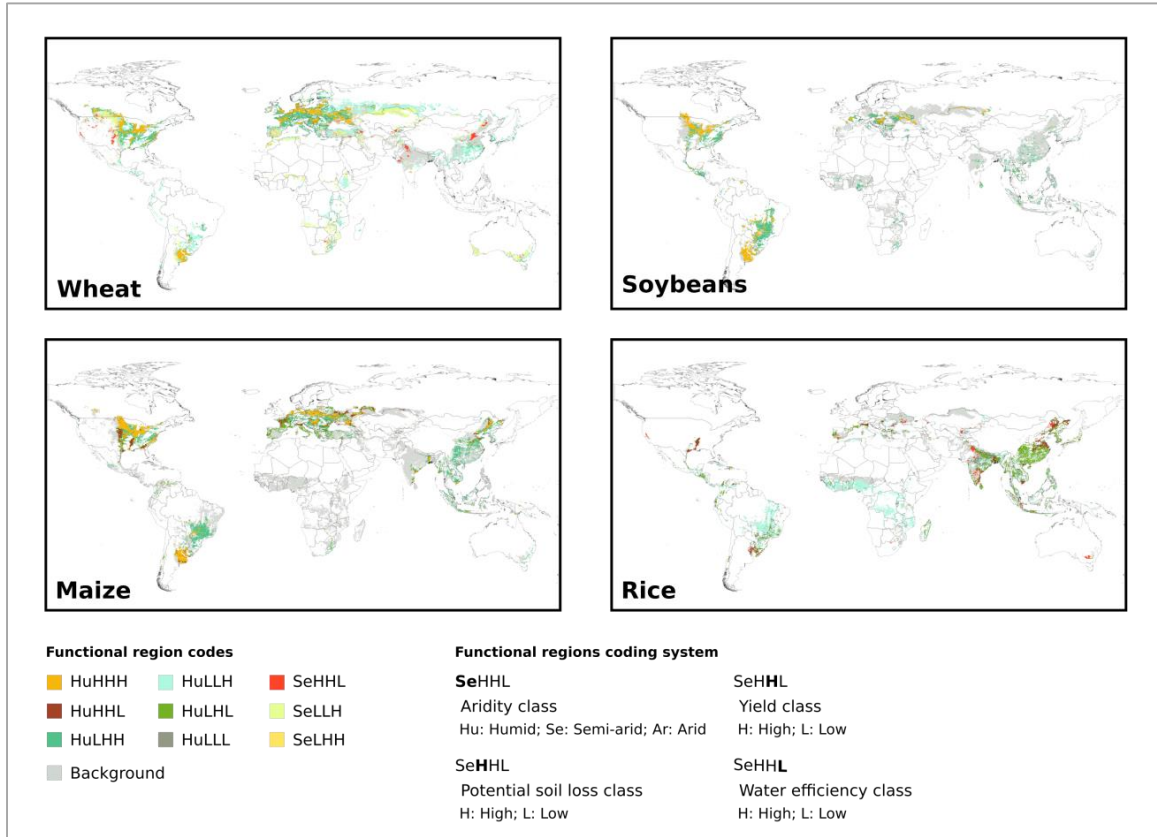 Wheat
Soybeans
Maize
Rice
Functional region codes
HuHHH
HuLLH
SeHHL
HuHHL
HuLHL
SeLLH
HuLHH
HuLLL
SeLHH
Background
Functional regions coding system
SeHHL
Aridity class
Hu: Humid; Se: Semi-arid; Ar: Arid
SeHHL
Yield class
H: High; L: Low
SeHHL
Potential soil loss class
H: High; L: Low
SeHHL
Water efficiency class
H: High; L: Low